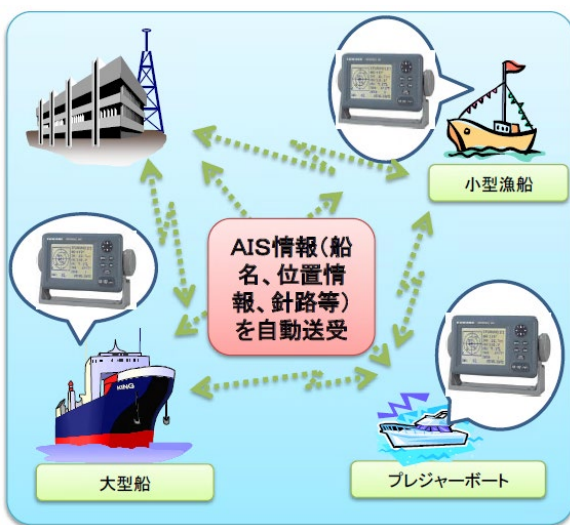 小型漁船
AIS情報(船
名、位置情
報、針路等)
を自動送受
KING
大型船
プレジャーボート